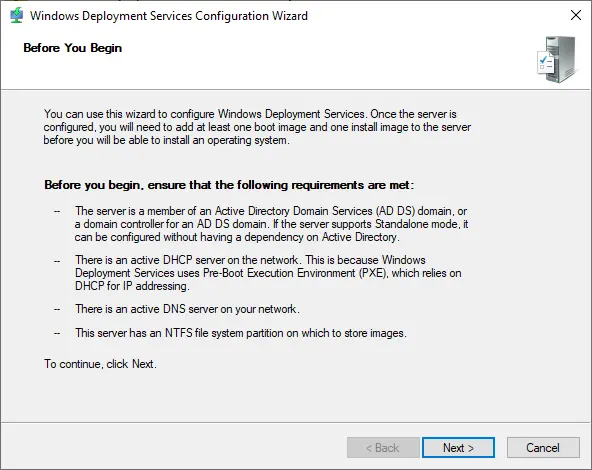 Windows Deployment Services Configuration Wizard
Before You Begin
You can use this wizard to configure Windows Deployment Services. Once the server is
configured, you will need to add at least one boot image and one install image to the server
before you will be able to install an operating system.
Before you begin, ensure that the following requirements are met:
-- The server is a member of an Active Directory Domain Services (AD DS) domain, or
a domain controller for an AD DS domain. If the server supports Standalone mode, it
can be configured without having a dependency on Active Directory.
-- There is an active DHCP server on the network. This is because Windows
Deployment Services uses Pre-Boot Execution Environment (PXE), which relies on
DHCP for IP addressing.
-- There is an active DNS server on your network.
-- This server has an NTFS file system partition on which to store images.
To continue, click Next.
< Back Next > Cancel